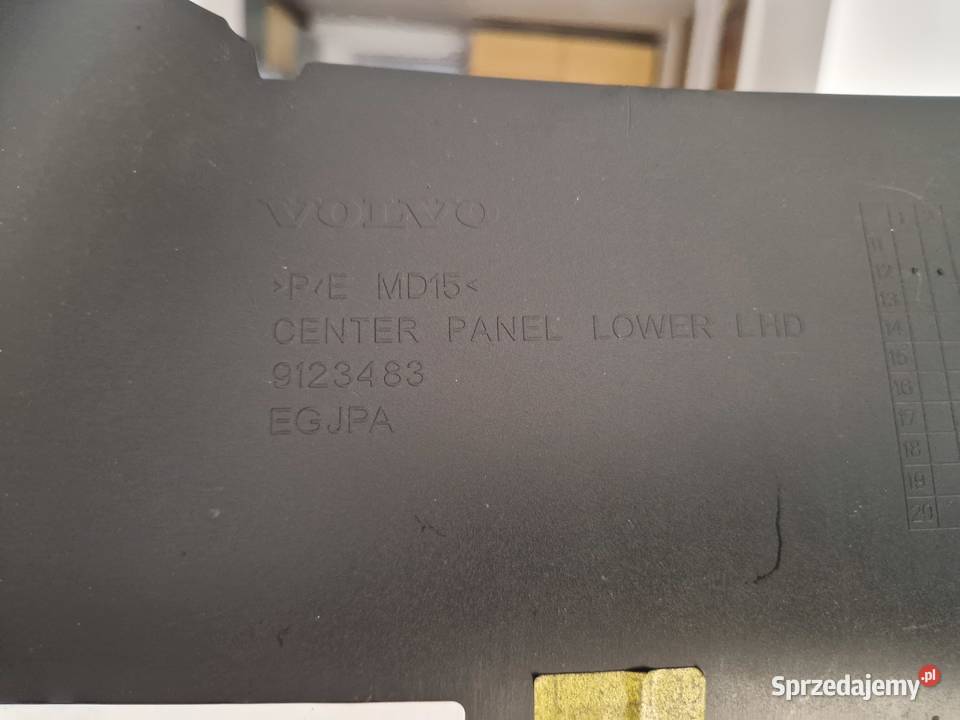 VOLVO
>P/E MD15<
CENTER PANEL LOWER LHD
9123483
EGJPA
11
12
13
14
15
16
17
18
19
20
Sprzedajemy.pl